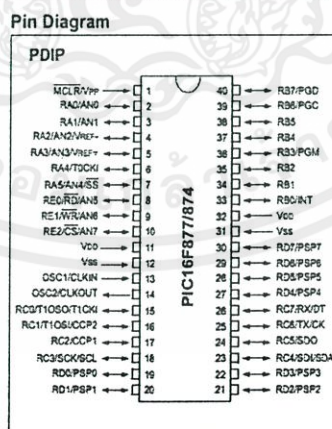 Pin Diagram
PDIP
MCLR/VPP 1 40 RB7/PGD
RA0/AN0 2 39 RB6/PGC
RA1/AN1 3 38 RB5
RA2/AN2/VREF- 4 37 RB4
RA3/AN3/VREF+ 5 36 RB3/PGM
RA4/T0CKI 6 35 RB2
RA5/AN4/SS 7 34 RB1
RE0/RD/AN5 8 33 RB0/INT
RE1/WR/AN6 9 32 VDD
RE2/CS/AN7 10 31 VSS
VDD 11 30 RD7/PSP7
VSS 12 29 RD6/PSP6
OSC1/CLKIN 13 28 RD5/PSP5
OSC2/CLKOUT 14 27 RD4/PSP4
RC0/T1OSO/T1CKI 15 26 RC7/RX/DT
RC1/T1OSI/CCP2 16 25 RC6/TX/CK
RC2/CCP1 17 24 RC5/SDO
RC3/SCK/SCL 18 23 RC4/SDI/SDA
RD0/PSP0 19 22 RD3/PSP3
RD1/PSP1 20 21 RD2/PSP2
PIC16F877/874